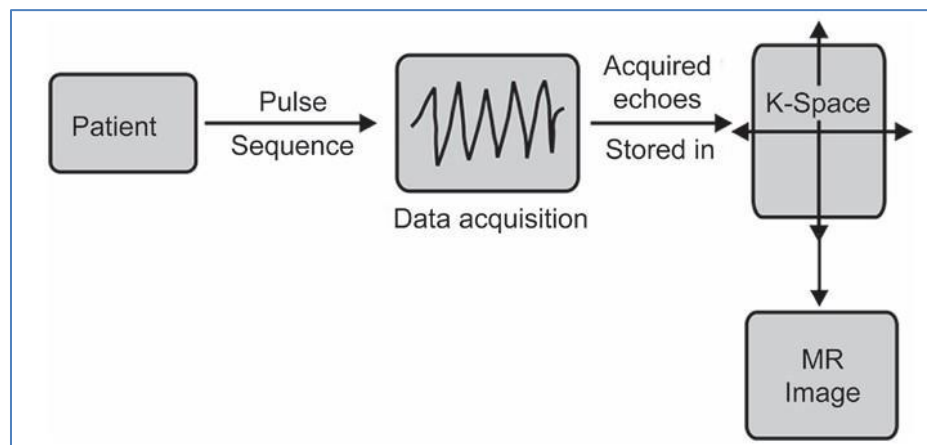 Patient
Pulse
Sequence
Data acquisition
Acquired
echoes
Stored in
K-Space
MR
Image